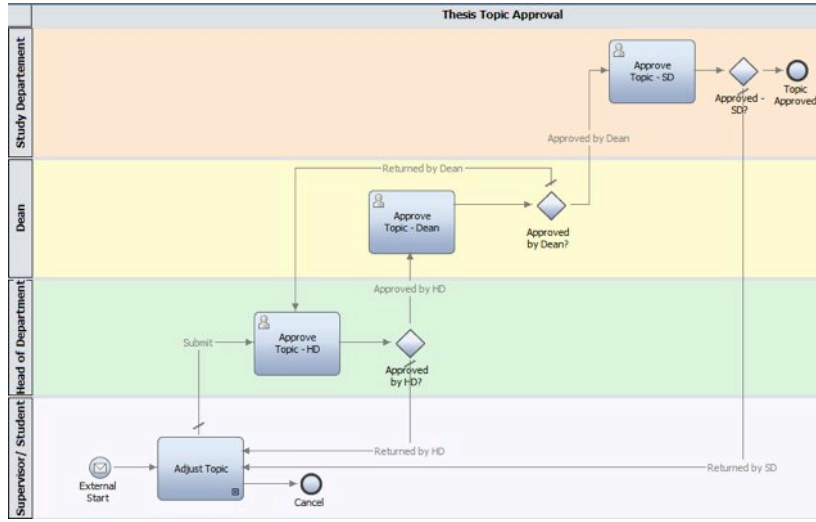 Thesis Topic Approval
Study Departement
Approve
Topic - SD
Approved -
SD?
Topic
Approved
Approved by Dean
Dean
Returned by Dean
Approve
Topic - Dean
Approved
by Dean?
Head of Department
Approved by HD
Submit
Approve
Topic - HD
Approved
by HD?
Supervisor/ Student
Returned by HD
Returned by SD
External
Start
Adjust Topic
Cancel